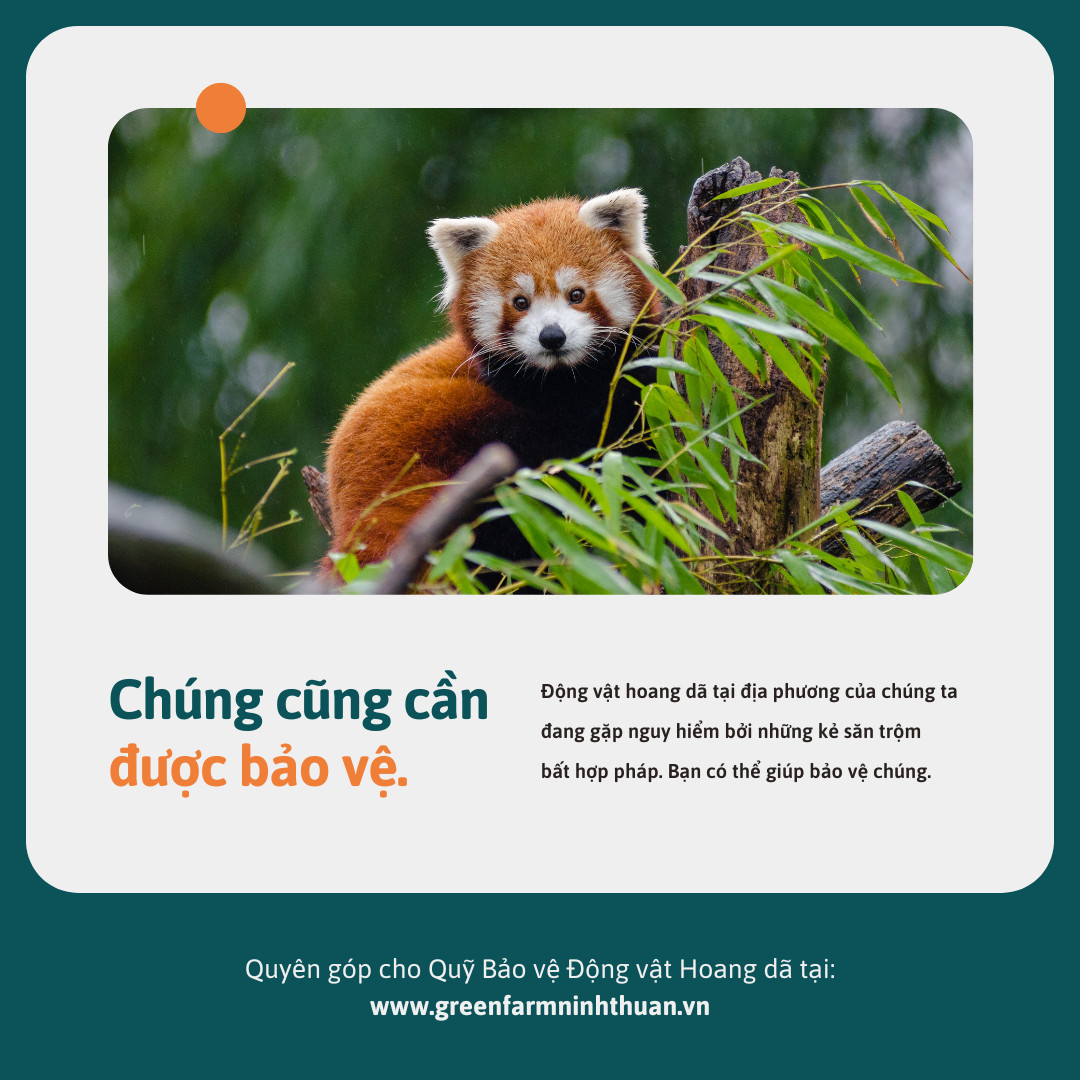 Chúng cũng cần
được bảo vệ.
Động vật hoang dã tại địa phương của chúng ta
đang gặp nguy hiểm bởi những kẻ săn trộm
bất hợp pháp. Bạn có thể giúp bảo vệ chúng.
Quyên góp cho Quỹ Bảo vệ Động vật Hoang dã tại:
www.greenfarmninhthuan.vn